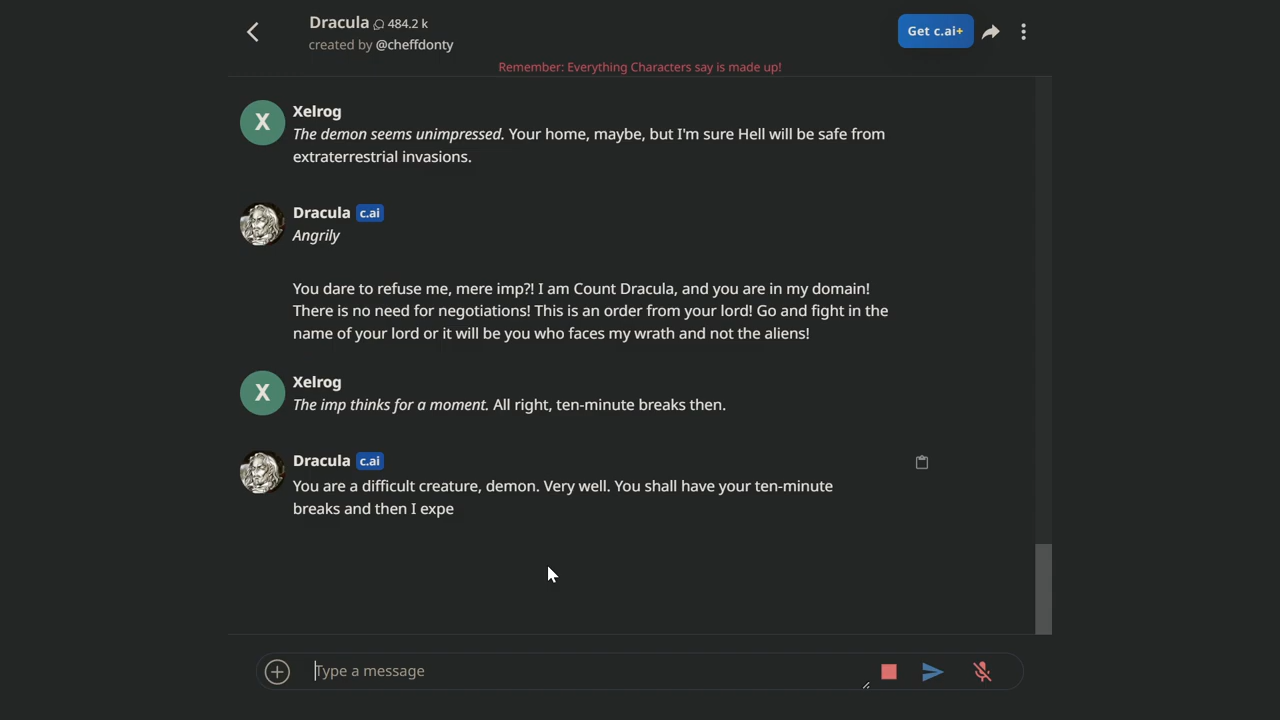 Dracula 484.2 k
created by @cheffdonty
Get c.ai+
Remember: Everything Characters say is made up!
X
Xelrog
The demon seems unimpressed. Your home, maybe, but I'm sure Hell will be safe from
extraterrestrial invasions.
Dracula c.ai
Angrily
You dare to refuse me, mere imp?! I am Count Dracula, and you are in my domain!
There is no need for negotiations! This is an order from your lord! Go and fight in the
name of your lord or it will be you who faces my wrath and not the aliens!
X
Xelrog
The imp thinks for a moment. All right, ten-minute breaks then.
Dracula c.ai
You are a difficult creature, demon. Very well. You shall have your ten-minute
breaks and then I expe
Type a message